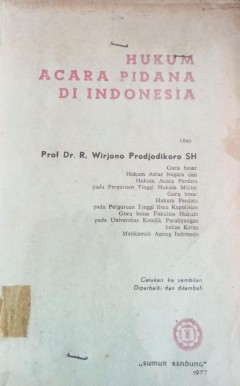 HUKUM
ACARA PIDANA
DI INDONESIA
Oleh
Prof Dr. R. Wirjono Prodjodikoro SH
Guru besar
Hukum Antar Negara dan
Hukum Acara Perdata
pada Perguruan Tinggi Hukum Militer
Guru besar
Hukum Perdata
pada Perguruan Tinggi Ilmu Kepolisian
Guru besar Fakultas Hukum
pada Universitas Katolik Parahyangan
bekas Ketua
Mahkamah Agung Indonesia
Cetakan ke sembilan
Diperbaiki dan ditambah
„SUMUR BANDUNG"
1977